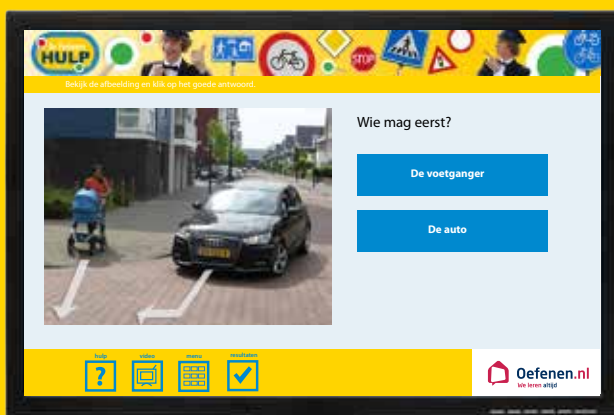 HULP
STOP
Bekijk de afbeelding en klik op het goede antwoord.
Wie mag eerst?
De voetganger
De auto
hulp
video
menu
resultaten
?
Oefenen.nl
We leren altijd